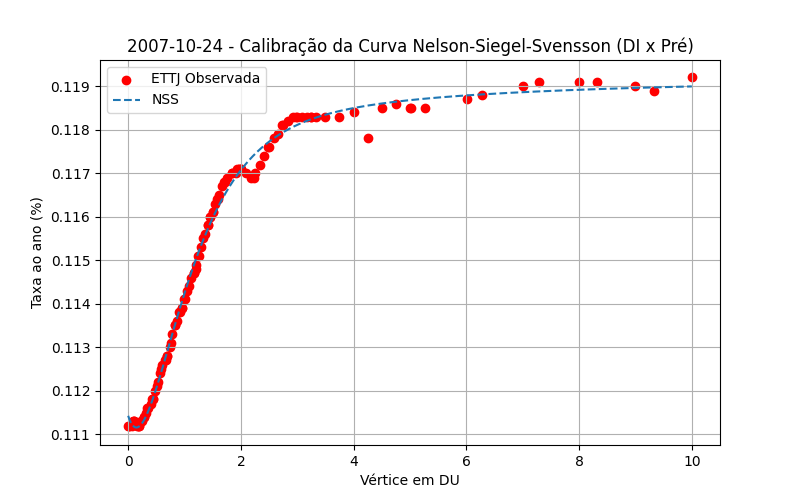 2007-10-24 - Calibração da Curva Nelson-Siegel-Svensson (DI x Pré)
ETTJ Observada
NSS
Taxa ao ano (%)
0.119
0.118
0.117
0.116
0.115
0.114
0.113
0.112
0.111
0 2 4 6 8 10
Vértice em DU